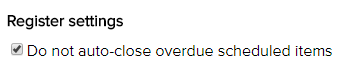 Register settings
Do not auto-close overdue scheduled items